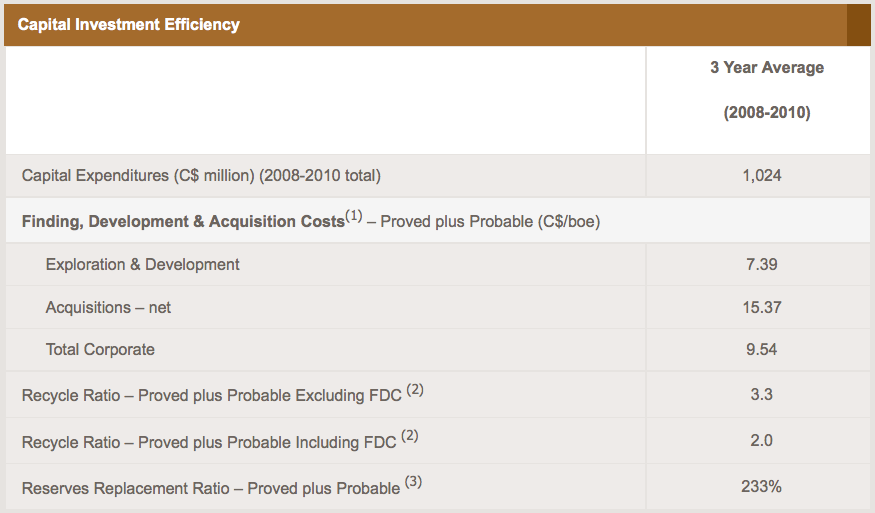 Capital Investment Efficiency
3 Year Average
(2008-2010)
Capital Expenditures (C$ million) (2008-2010 total) 1,024
Finding, Development & Acquisition Costs(1) – Proved plus Probable (C$/boe)
Exploration & Development 7.39
Acquisitions – net 15.37
Total Corporate 9.54
Recycle Ratio – Proved plus Probable Excluding FDC (2) 3.3
Recycle Ratio – Proved plus Probable Including FDC (2) 2.0
Reserves Replacement Ratio – Proved plus Probable (3) 233%